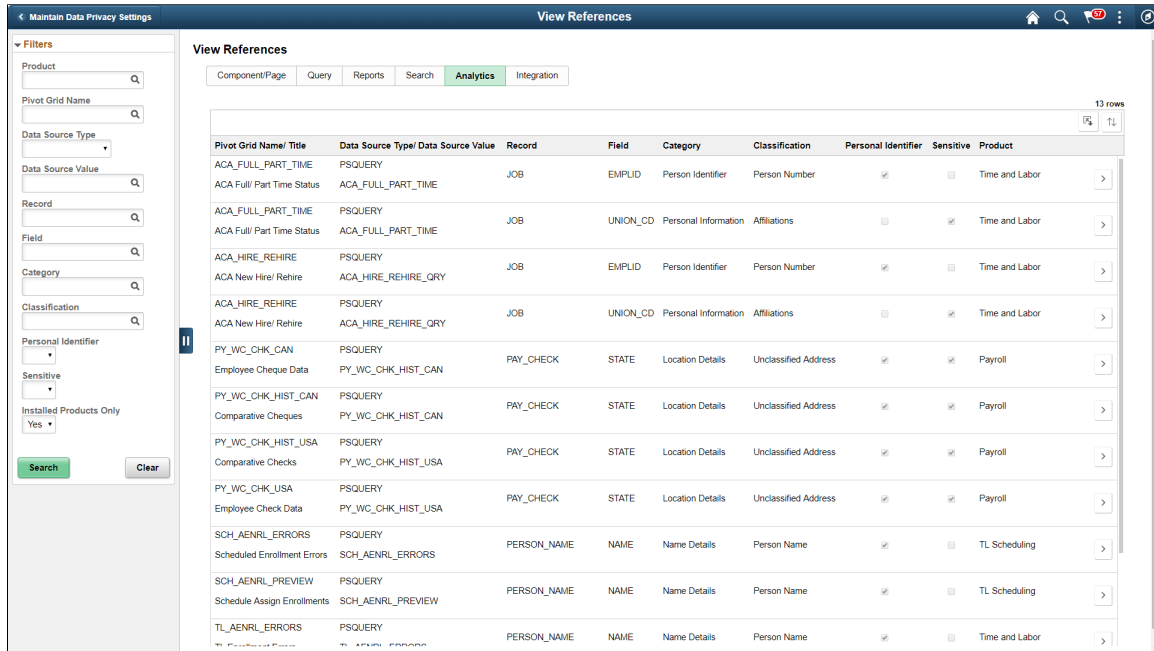 Maintain Data Privacy Settings
View References
57
Filters
Product
Pivot Grid Name
Data Source Type
Data Source Value
Record
Field
Category
Classification
Personal Identifier
Sensitive
Installed Products Only
Yes
Search
Clear
View References
Component/Page Query Reports Search Analytics Integration
13 rows
Pivot Grid Name/ Title Data Source Type/ Data Source Value Record Field Category Classification Personal Identifier Sensitive Product
ACA_FULL_PART_TIME PSQUERY
JOB EMPLID Person Identifier Person Number Time and Labor
ACA Full/ Part Time Status ACA_FULL_PART_TIME
ACA_FULL_PART_TIME PSQUERY
JOB UNION_CD Personal Information Affiliations Time and Labor
ACA Full/ Part Time Status ACA_FULL_PART_TIME
ACA_HIRE_REHIRE PSQUERY
JOB EMPLID Person Identifier Person Number Time and Labor
ACA New Hire/ Rehire ACA_HIRE_REHIRE_QRY
ACA_HIRE_REHIRE PSQUERY
JOB UNION_CD Personal Information Affiliations Time and Labor
ACA New Hire/ Rehire ACA_HIRE_REHIRE_QRY
PY_WC_CHK_CAN PSQUERY
PAY_CHECK STATE Location Details Unclassified Address Payroll
Employee Cheque Data PY_WC_CHK_HIST_CAN
PY_WC_CHK_HIST_CAN PSQUERY
PAY_CHECK STATE Location Details Unclassified Address Payroll
Comparative Cheques PY_WC_CHK_HIST_CAN
PY_WC_CHK_HIST_USA PSQUERY
PAY_CHECK STATE Location Details Unclassified Address Payroll
Comparative Checks PY_WC_CHK_HIST_USA
PY_WC_CHK_USA PSQUERY
PAY_CHECK STATE Location Details Unclassified Address Payroll
Employee Check Data PY_WC_CHK_HIST_USA
SCH_AENRL_ERRORS PSQUERY
PERSON_NAME NAME Name Details Person Name TL Scheduling
Scheduled Enrollment Errors SCH_AENRL_ERRORS
SCH_AENRL_PREVIEW PSQUERY
PERSON_NAME NAME Name Details Person Name TL Scheduling
Schedule Assign Enrollments SCH_AENRL_PREVIEW
TL_AENRL_ERRORS PSQUERY
PERSON_NAME NAME Name Details Person Name Time and Labor